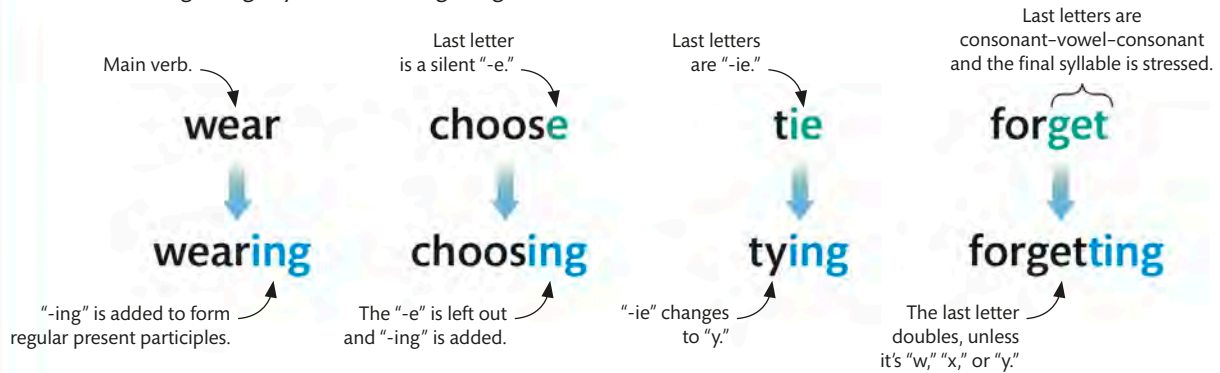 Main verb.
wear
wearing
"-ing" is added to form
regular present participles.
Last letter
is a silent "-e."
choose
choosing
The "-e" is left out
and "-ing" is added.
Last letters
are "-ie."
tie
tying
"-ie" changes
to "y."
Last letters are
consonant–vowel–consonant
and the final syllable is stressed.
forget
forgetting
The last letter
doubles, unless
it's "w," "x," or "y."